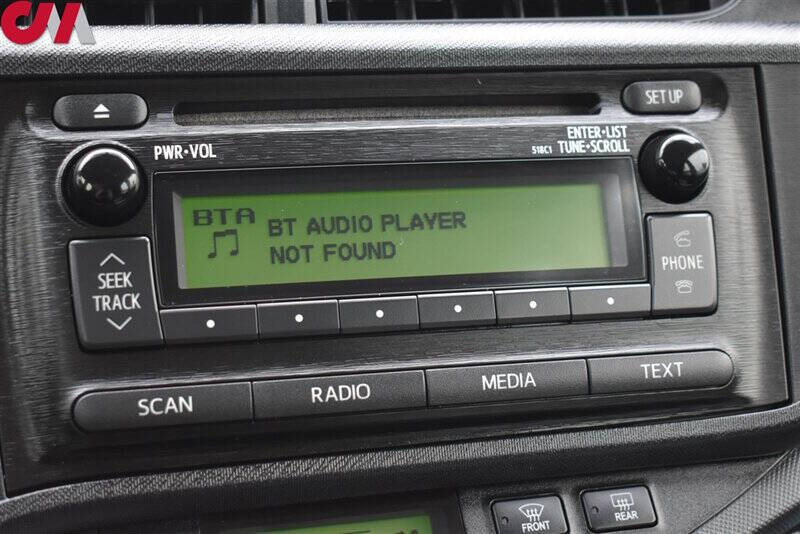 CM
SET UP
PWR•VOL
ENTER•LIST
518C1 TUNE•SCROLL
BTA
BT AUDIO PLAYER
NOT FOUND
SEEK
TRACK
PHONE
SCAN
RADIO
MEDIA
TEXT
FRONT
REAR